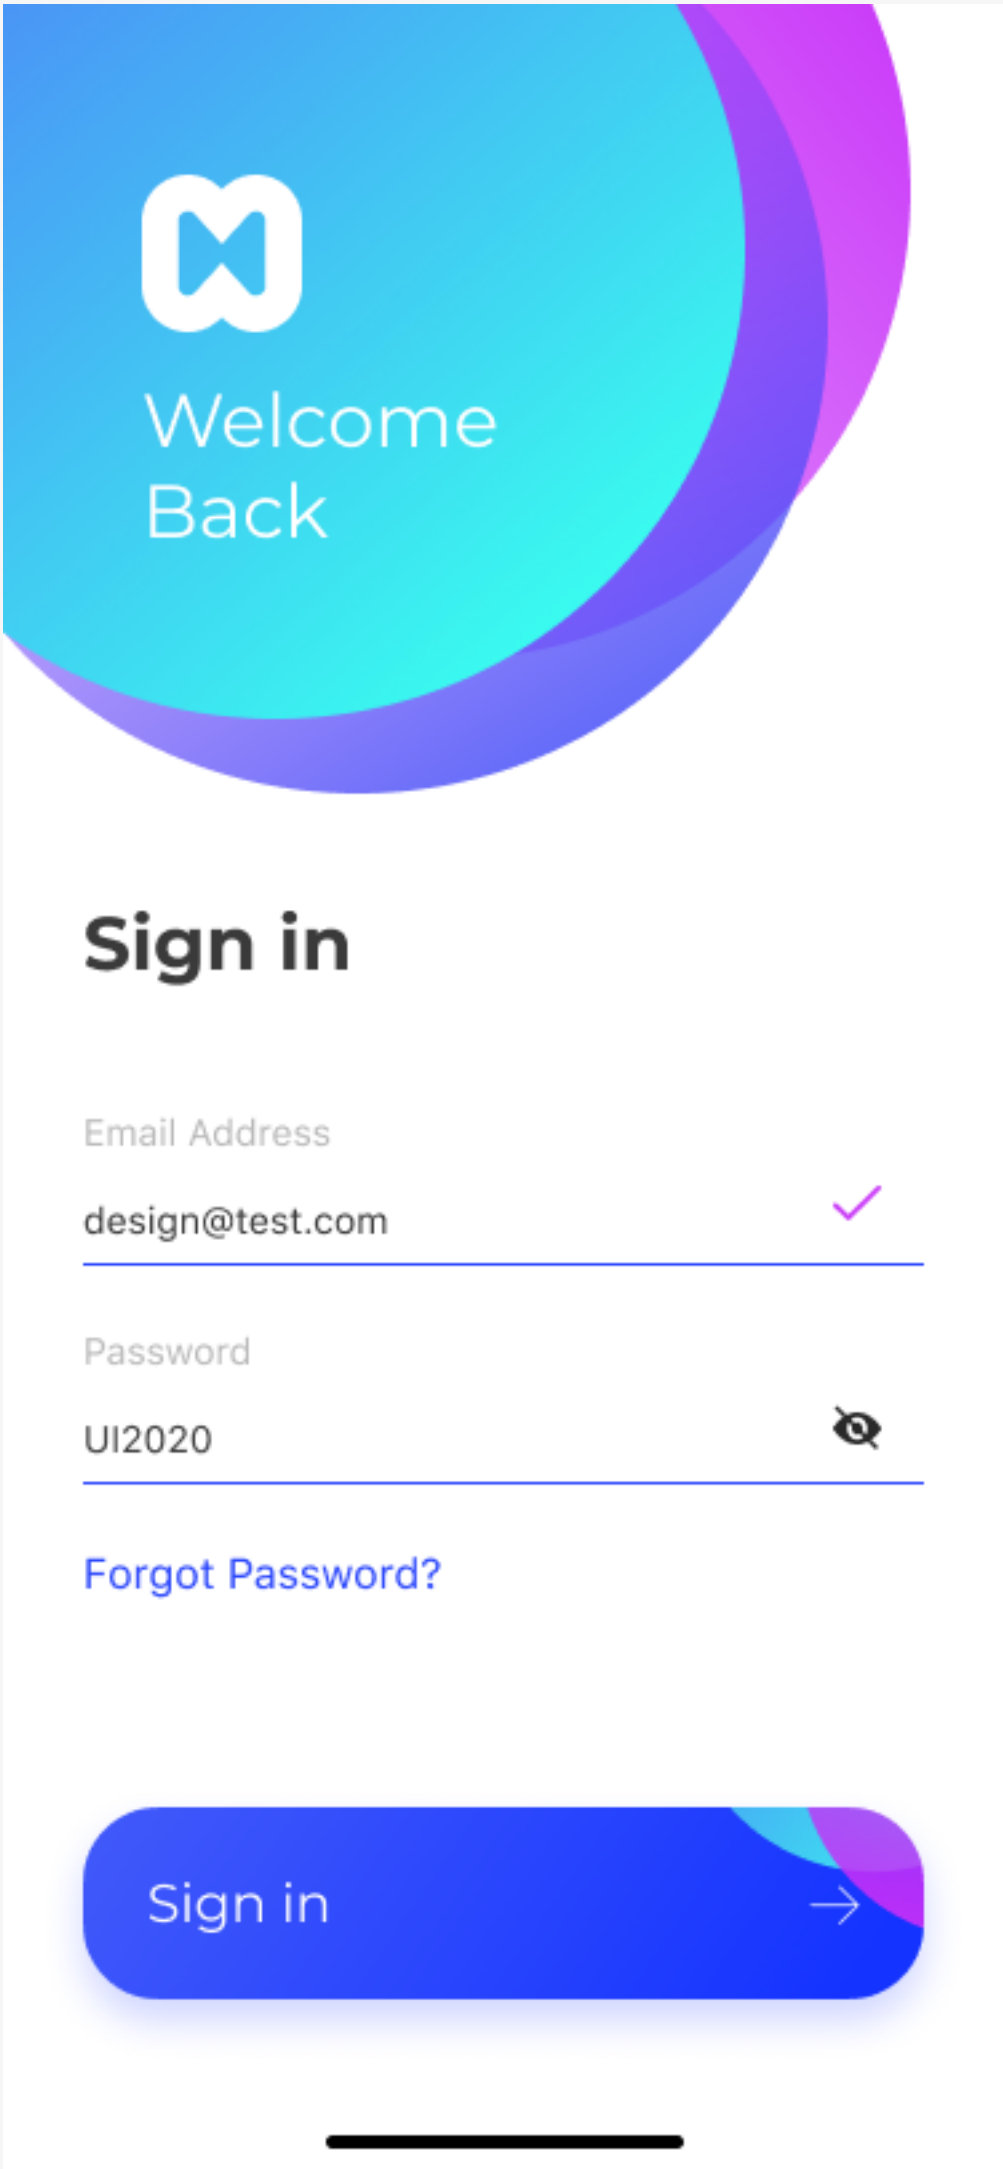 Welcome
Back
Sign in
Email Address
design@test.com
Password
UI2020
Forgot Password?
Sign in